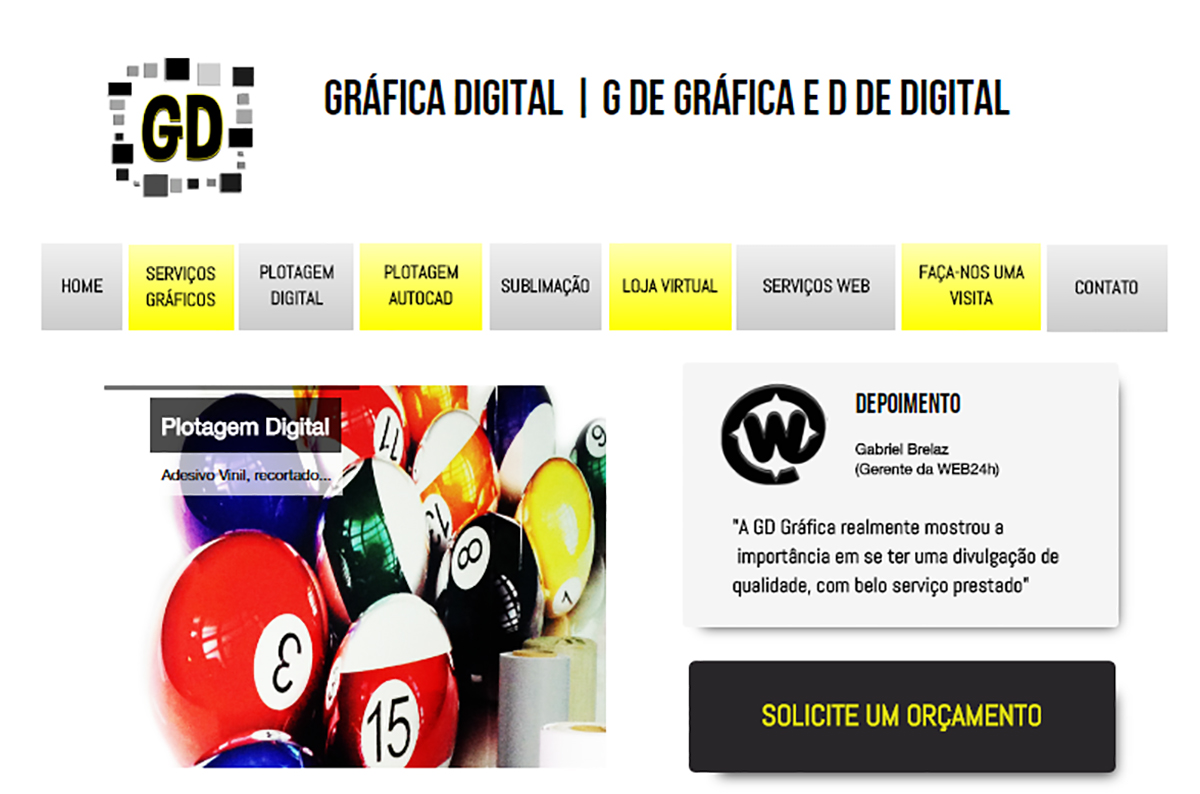 GD
GRÁFICA DIGITAL | G DE GRÁFICA E D DE DIGITAL
HOME
SERVIÇOS
GRÁFICOS
PLOTAGEM
DIGITAL
PLOTAGEM
AUTOCAD
SUBLIMAÇÃO
LOJA VIRTUAL
SERVIÇOS WEB
FAÇA-NOS UMA
VISITA
CONTATO
Plotagem Digital
Adesivo Vinil, recortado...
11
9
13
8
1
3
15
W
DEPOIMENTO
Gabriel Brelaz
(Gerente da WEB24h)
"A GD Gráfica realmente mostrou a
importância em se ter uma divulgação de
qualidade, com belo serviço prestado"
SOLICITE UM ORÇAMENTO